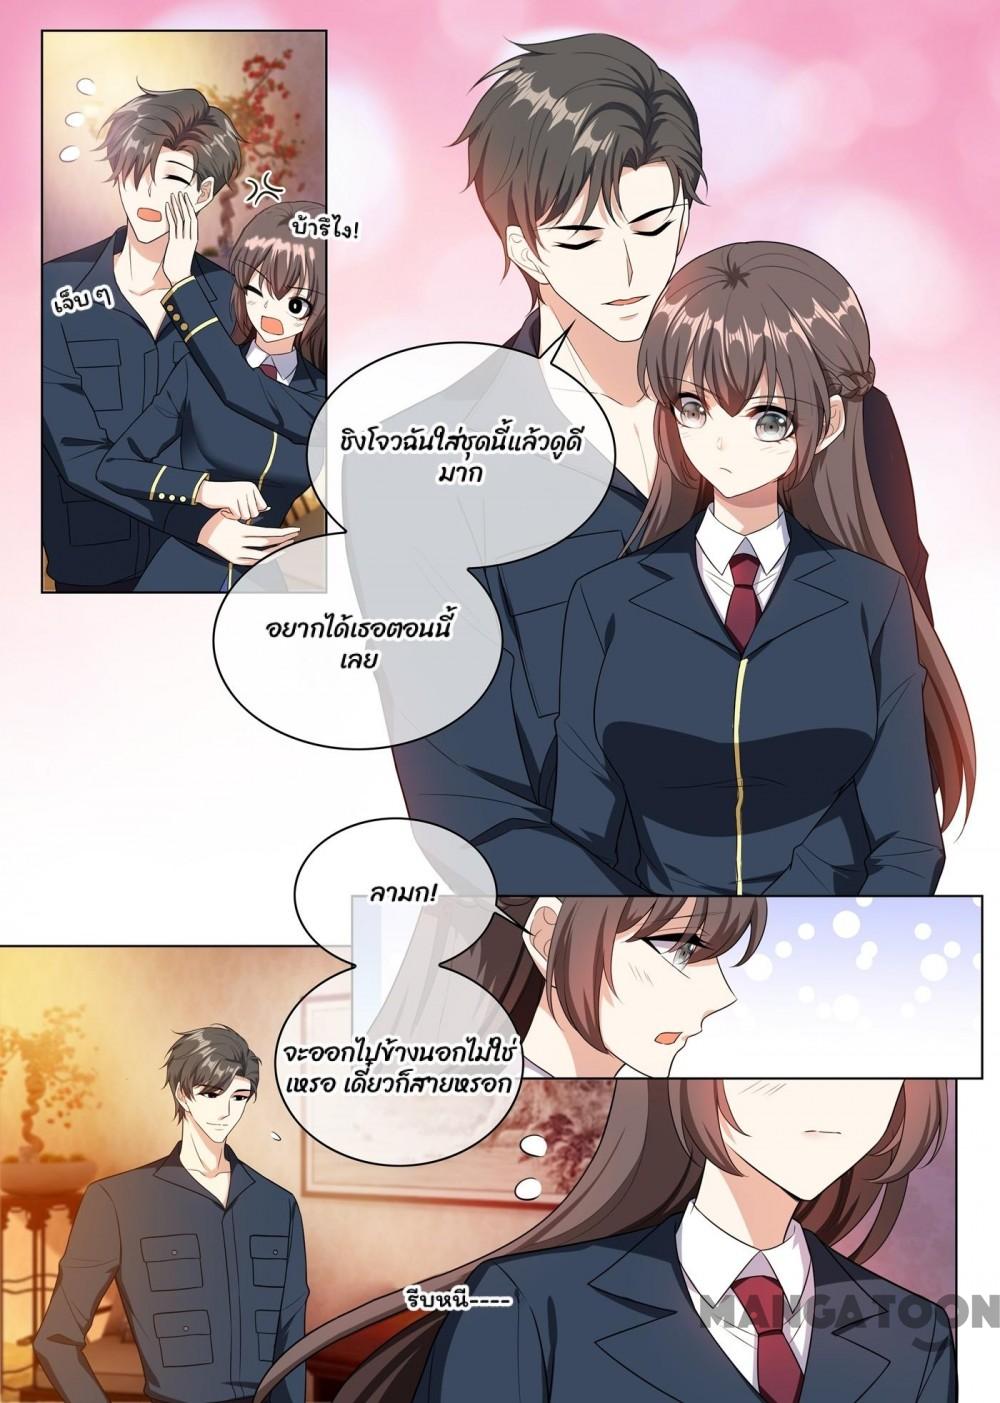 บ้ารึไง!
เจ็บ ๆ
ชิงโจวฉันใส่ชุดนี้แล้วดูดี
มาก
อยากได้เธอตอนนี้
เลย
ลามก!
จะออกไปข้างนอกไม่ใช่
เหรอ เดี๋ยวก็สายหรอก
รีบหนี----
MANGATOON